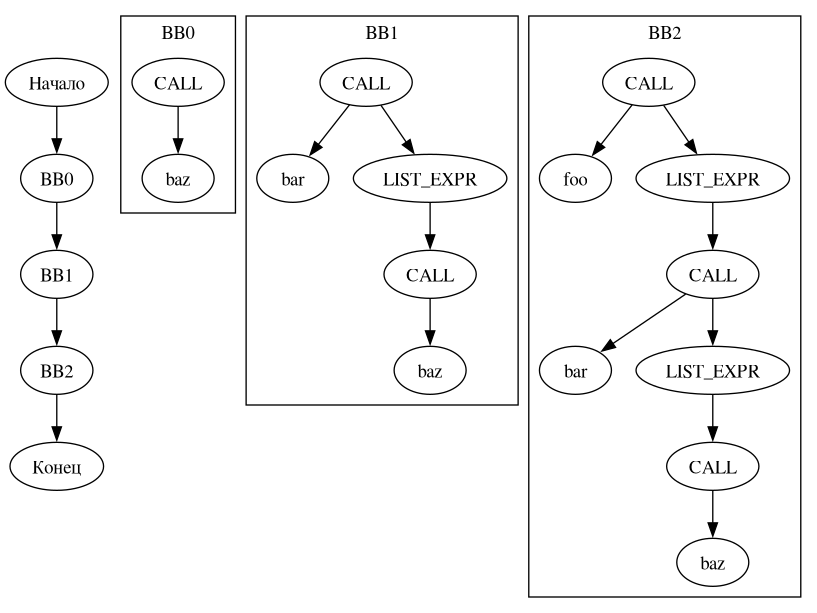 Начало
BB0
BB1
BB2
Конец
BB0
CALL
baz
BB1
CALL
bar
LIST_EXPR
CALL
baz
BB2
CALL
foo
LIST_EXPR
CALL
bar
LIST_EXPR
CALL
baz